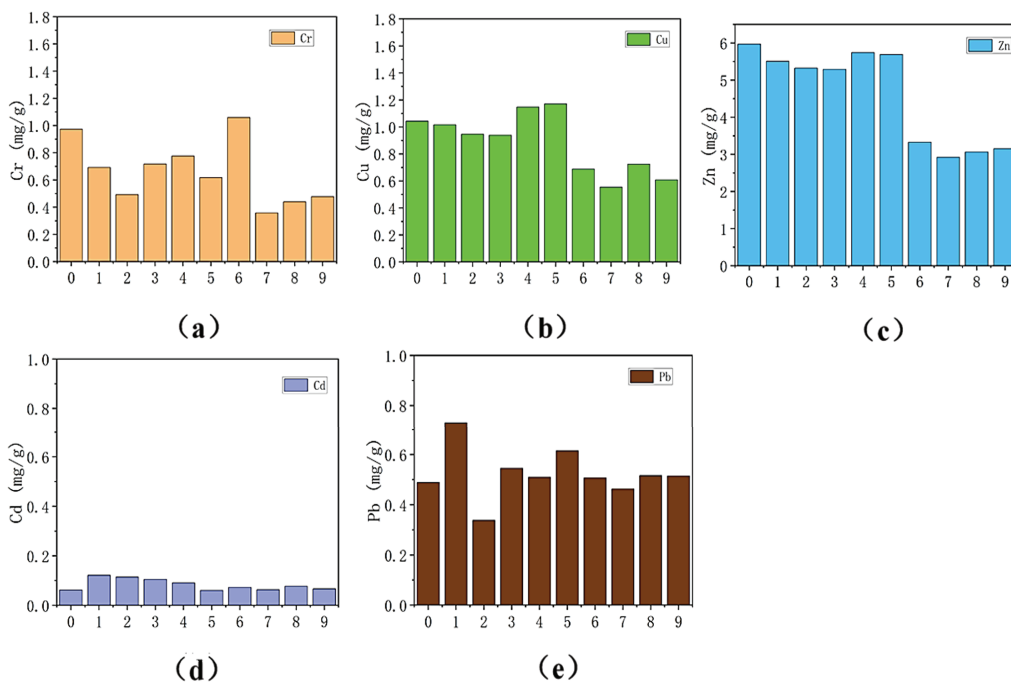 Cr
Cr (mg/g)
1.8
1.6
1.4
1.2
1.0
0.8
0.6
0.4
0.2
0.0
0 1 2 3 4 5 6 7 8 9
(a)
Cu
Cu (mg/g)
1.8
1.6
1.4
1.2
1.0
0.8
0.6
0.4
0.2
0.0
0 1 2 3 4 5 6 7 8 9
(b)
Zn
Zn (mg/g)
6
5
4
3
2
1
0
0 1 2 3 4 5 6 7 8 9
(c)
Cd
Cd (mg/g)
1.0
0.8
0.6
0.4
0.2
0.0
0 1 2 3 4 5 6 7 8 9
(d)
Pb
Pb (mg/g)
1.0
0.8
0.6
0.4
0.2
0.0
0 1 2 3 4 5 6 7 8 9
(e)